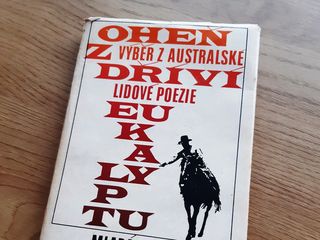 OHEŇ
Z VÝBĚR Z AUSTRALSKÉ
DŘÍVÍ
LIDOVÉ POEZIE
EU
KA
LY
PTU